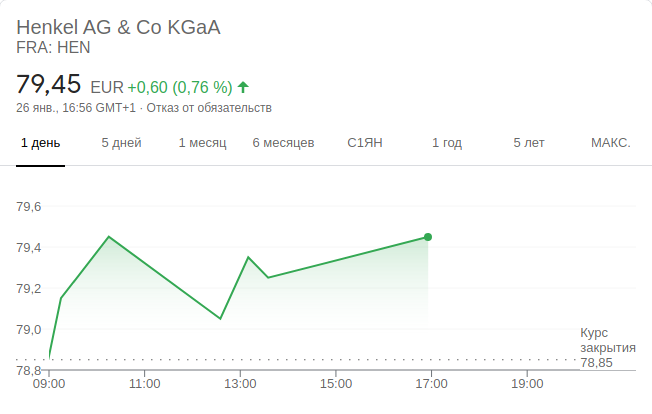 Henkel AG & Co KGaA
FRA: HEN
79,45 EUR +0,60 (0,76 %)
26 янв., 16:56 GMT+1 · Отказ от обязательств
1 день 5 дней 1 месяц 6 месяцев С1ЯН 1 год 5 лет МАКС.
79,6
79,4
79,2
79,0
Курс
закрытия
78,85
78,8
09:00 11:00 13:00 15:00 17:00 19:00